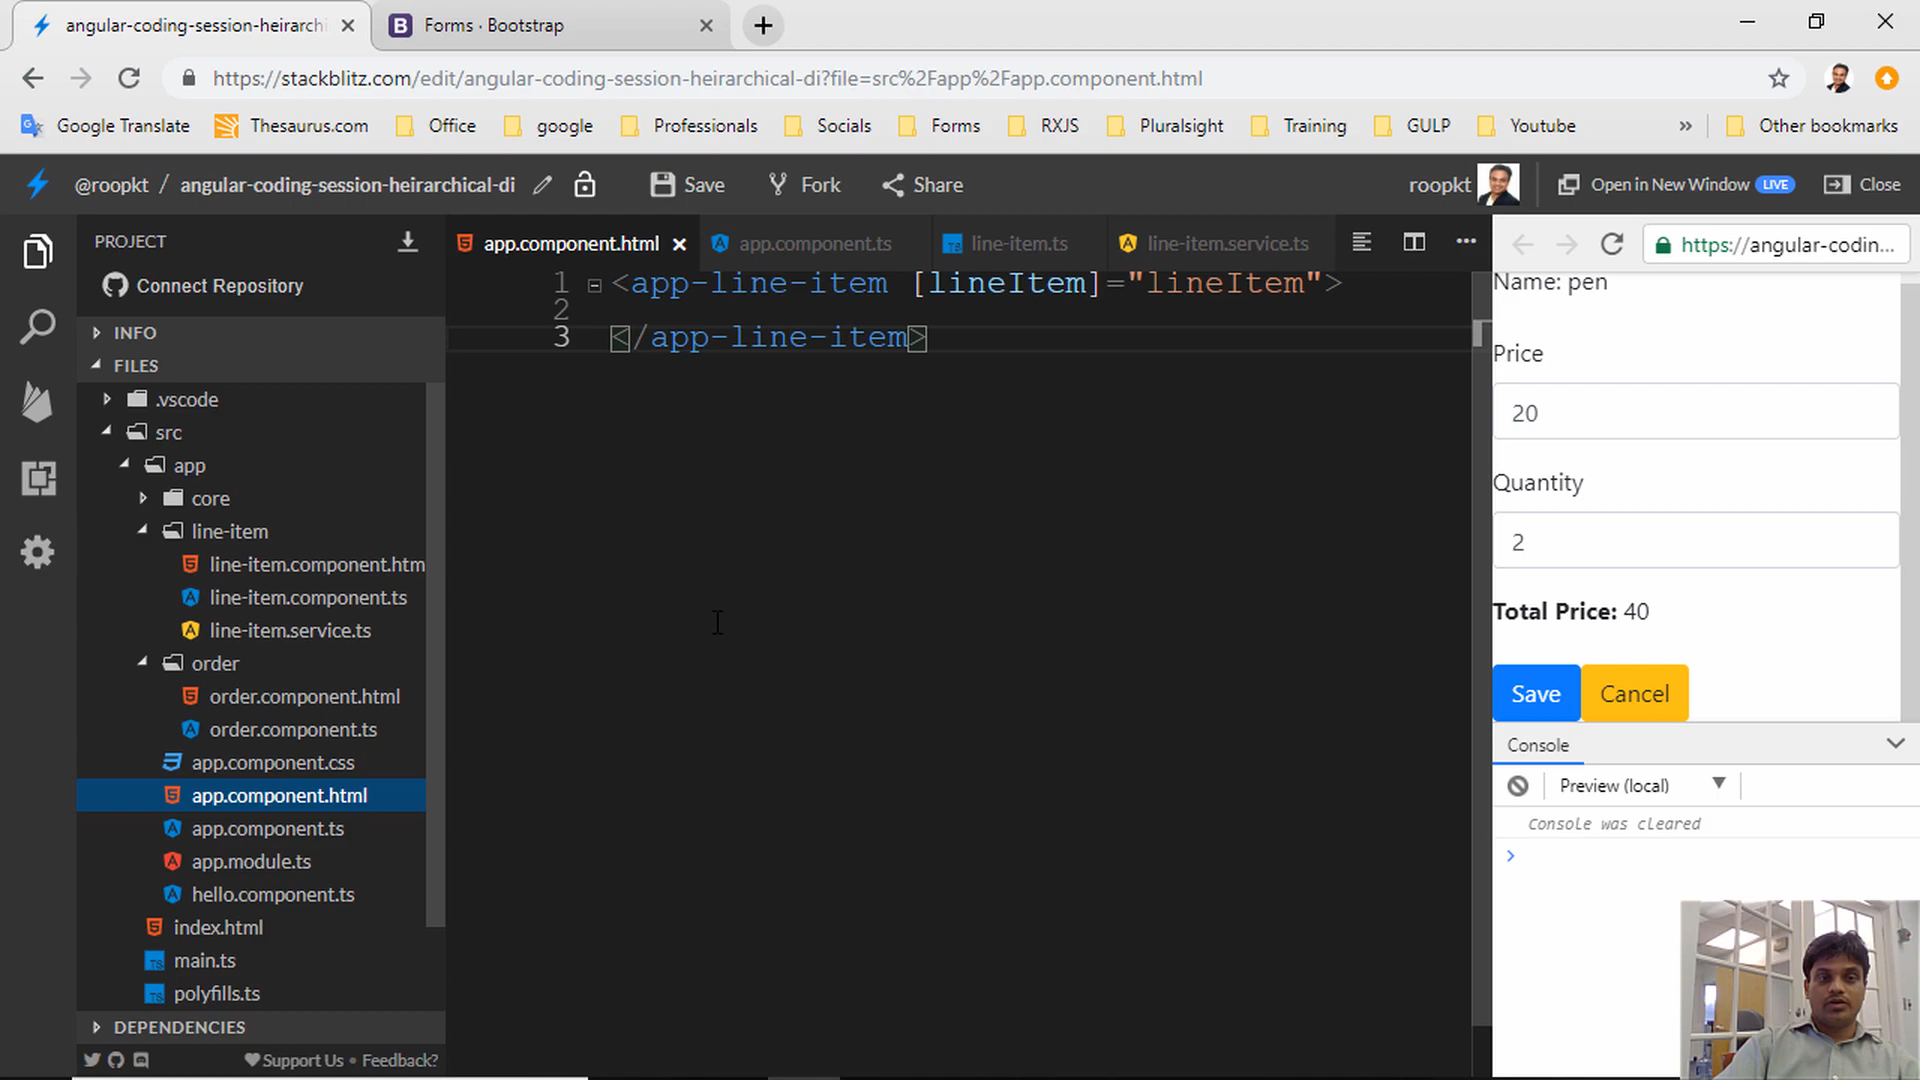 angular-coding-session-heirarchi
Forms · Bootstrap
https://stackblitz.com/edit/angular-coding-session-heirarchical-di?file=src%2Fapp%2Fapp.component.html
Google Translate Thesaurus.com Office google Professionals Socials Forms RXJS Pluralsight Training GULP Youtube » Other bookmarks
@roopkt / angular-coding-session-heirarchical-di Save Fork Share roopkt Open in New Window LIVE Close
PROJECT
Connect Repository
INFO
FILES
.vscode
src
app
core
line-item
line-item.component.htm
line-item.component.ts
line-item.service.ts
order
order.component.html
order.component.ts
app.component.css
app.component.html
app.component.ts
app.module.ts
hello.component.ts
index.html
main.ts
polyfills.ts
DEPENDENCIES
Support Us • Feedback?
app.component.html app.component.ts line-item.ts line-item.service.ts
1 <app-line-item [lineItem]="lineItem">
2
3 </app-line-item>
https://angular-codin...
Name: pen
Price
20
Quantity
2
Total Price: 40
Save Cancel
Console
Preview (local)
Console was cleared